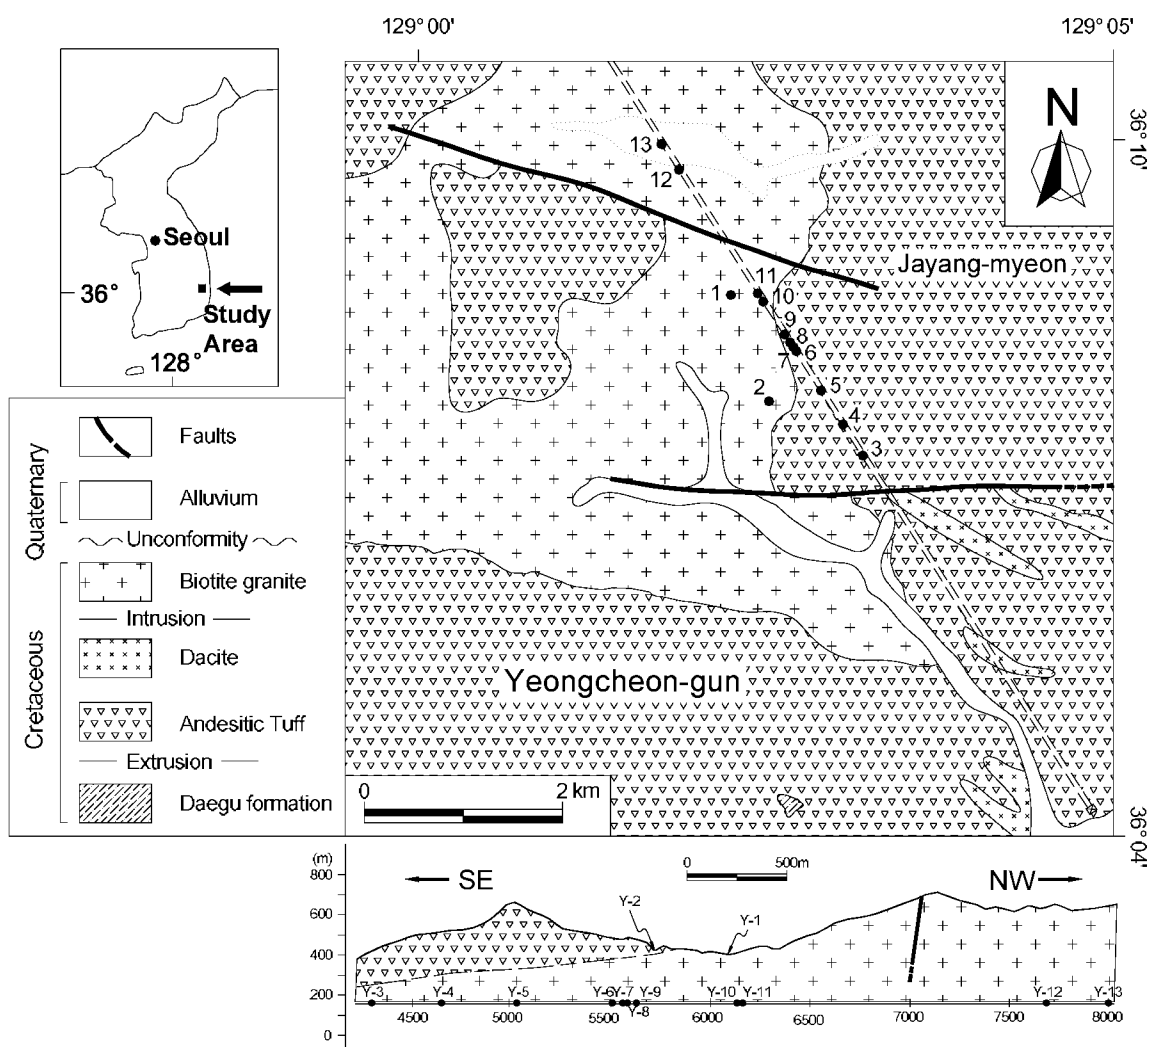 129° 00'
129° 05'
N
36° 10'
Seoul
36°
Study
Area
128°
13
12
Jayang-myeon
11
1
10
9
8
7
6
5
2
4
3
Quaternary
Faults
Alluvium
Unconformity
Cretaceous
Biotite granite
Intrusion
Dacite
Andesitic Tuff
Extrusion
Daegu formation
Yeongcheon-gun
0
2 km
36° 04'
(m)
800
600
400
200
0
SE
0
500m
NW
Y-2
Y-1
Y-3
Y-4
Y-5
Y-6
Y-7
Y-8
Y-9
Y-10
Y-11
Y-12
Y-13
4500
5000
5500
6000
6500
7000
7500
8000